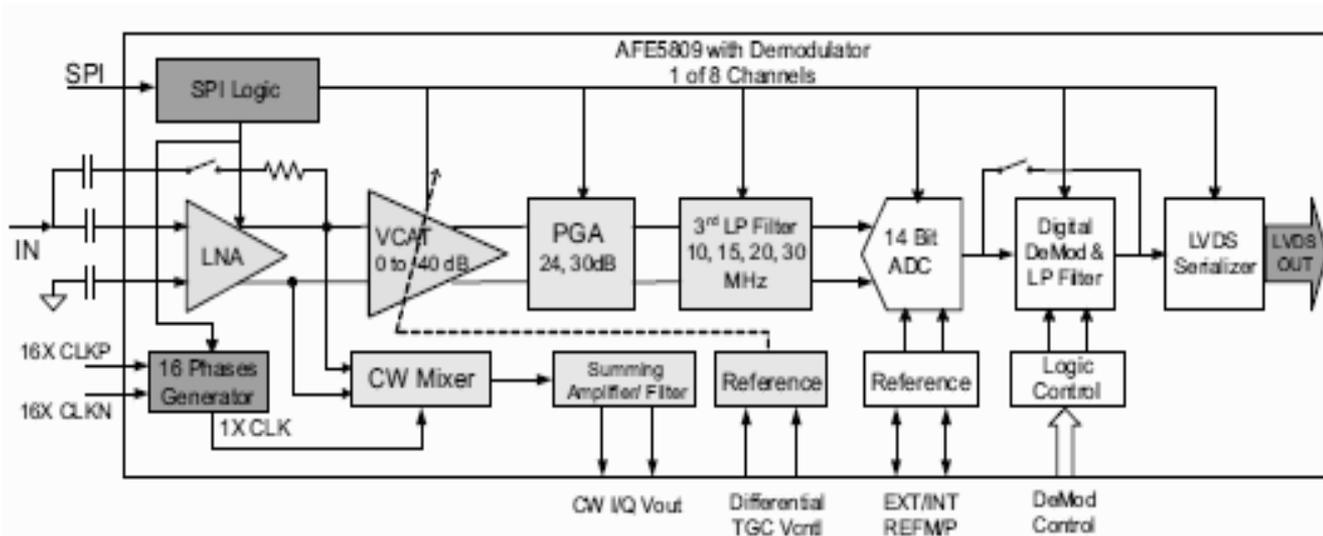 AFE5809 with Demodulator
1 of 8 Channels
SPI
SPI Logic
IN
LNA
VCAT
0 to -40 dB
PGA
24, 30dB
3rd LP Filter
10, 15, 20, 30
MHz
14 Bit
ADC
Digital
DeMod &
LP Filter
LVDS
Serializer
LVDS
OUT
16X CLKP
16X CLKN
16 Phases
Generator
1X CLK
CW Mixer
Summing
Amplifier/ Filter
Reference
Reference
Logic
Control
CW I/Q Vout
Differential
TGC Vcntl
EXT/INT
REFM/P
DeMod
Control